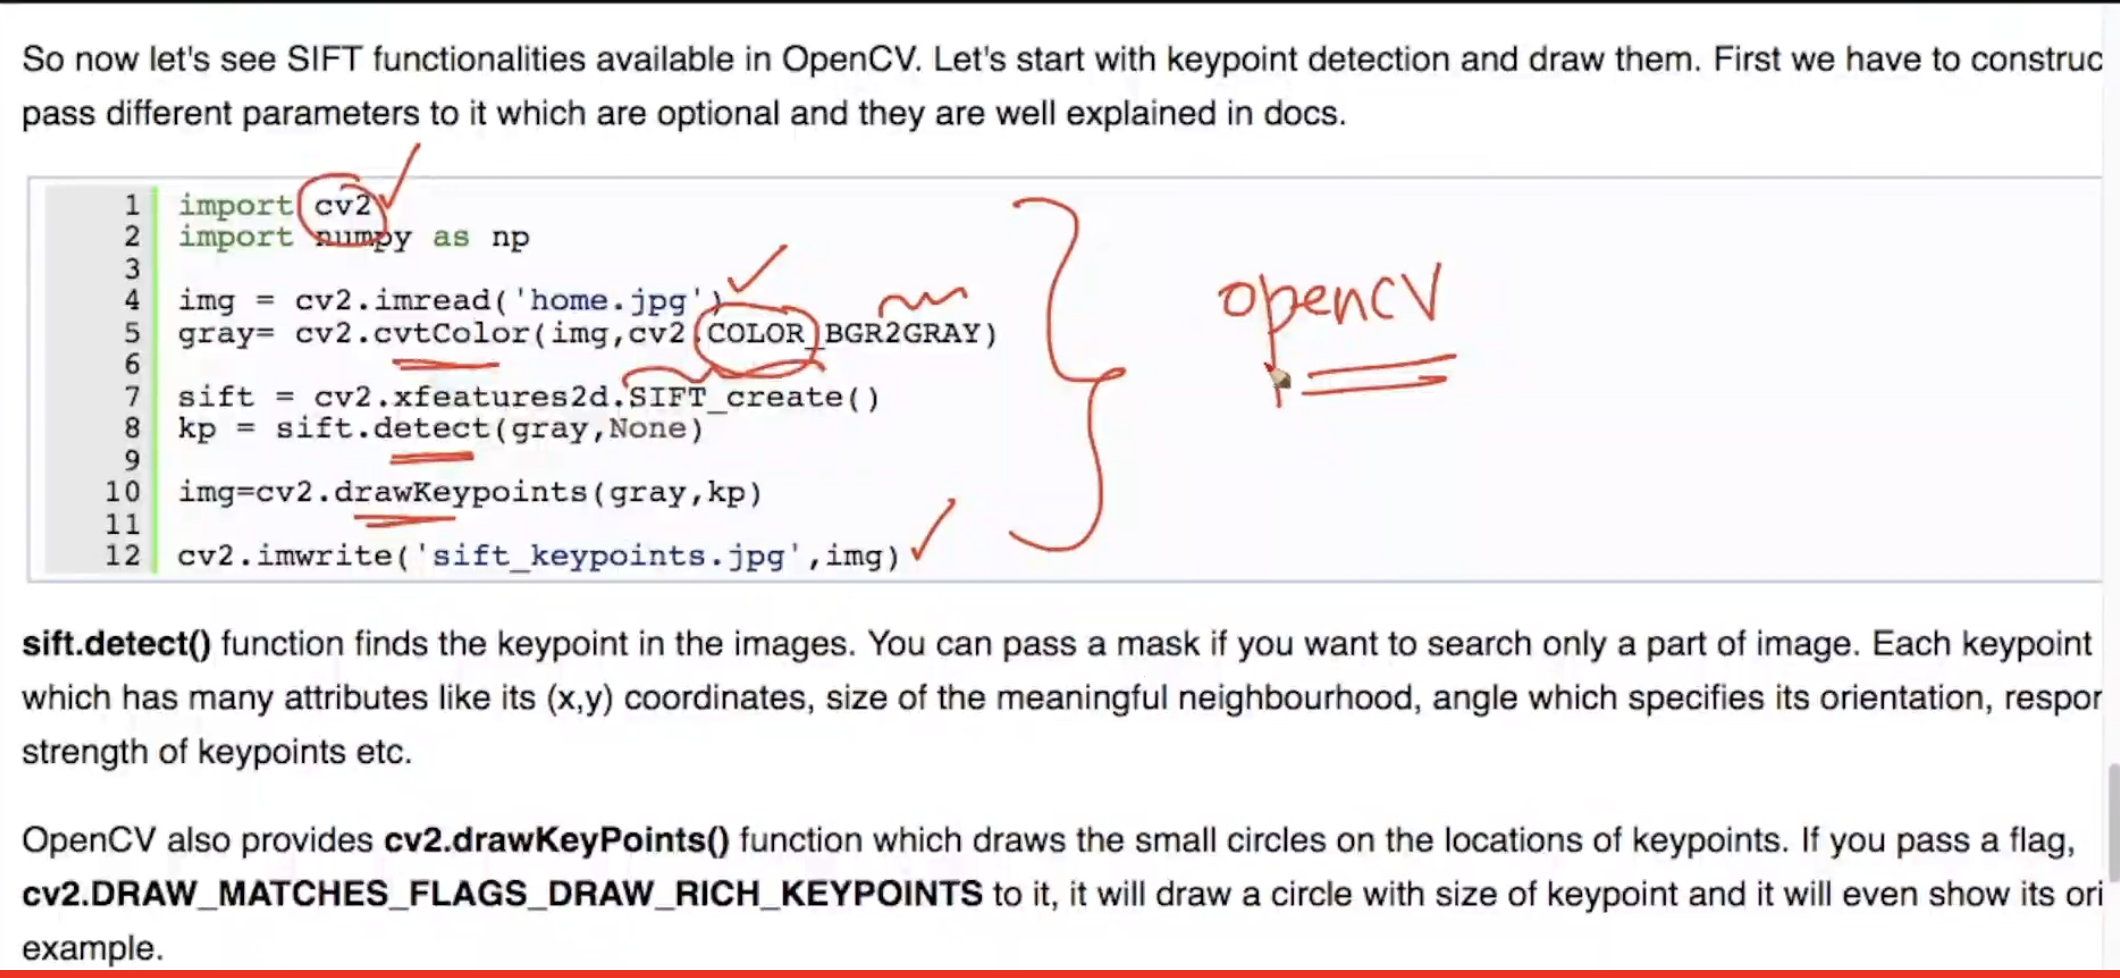 So now let's see SIFT functionalities available in OpenCV. Let's start with keypoint detection and draw them. First we have to construc
pass different parameters to it which are optional and they are well explained in docs.
1 import cv2
2 import numpy as np
3
4 img = cv2.imread('home.jpg')
5 gray= cv2.cvtColor(img,cv2.COLOR_BGR2GRAY)
6
7 sift = cv2.xfeatures2d.SIFT_create()
8 kp = sift.detect(gray,None)
9
10 img=cv2.drawKeypoints(gray,kp)
11
12 cv2.imwrite('sift_keypoints.jpg',img)
opencv
sift.detect() function finds the keypoint in the images. You can pass a mask if you want to search only a part of image. Each keypoint
which has many attributes like its (x,y) coordinates, size of the meaningful neighbourhood, angle which specifies its orientation, respor
strength of keypoints etc.
OpenCV also provides cv2.drawKeyPoints() function which draws the small circles on the locations of keypoints. If you pass a flag,
cv2.DRAW_MATCHES_FLAGS_DRAW_RICH_KEYPOINTS to it, it will draw a circle with size of keypoint and it will even show its ori
example.